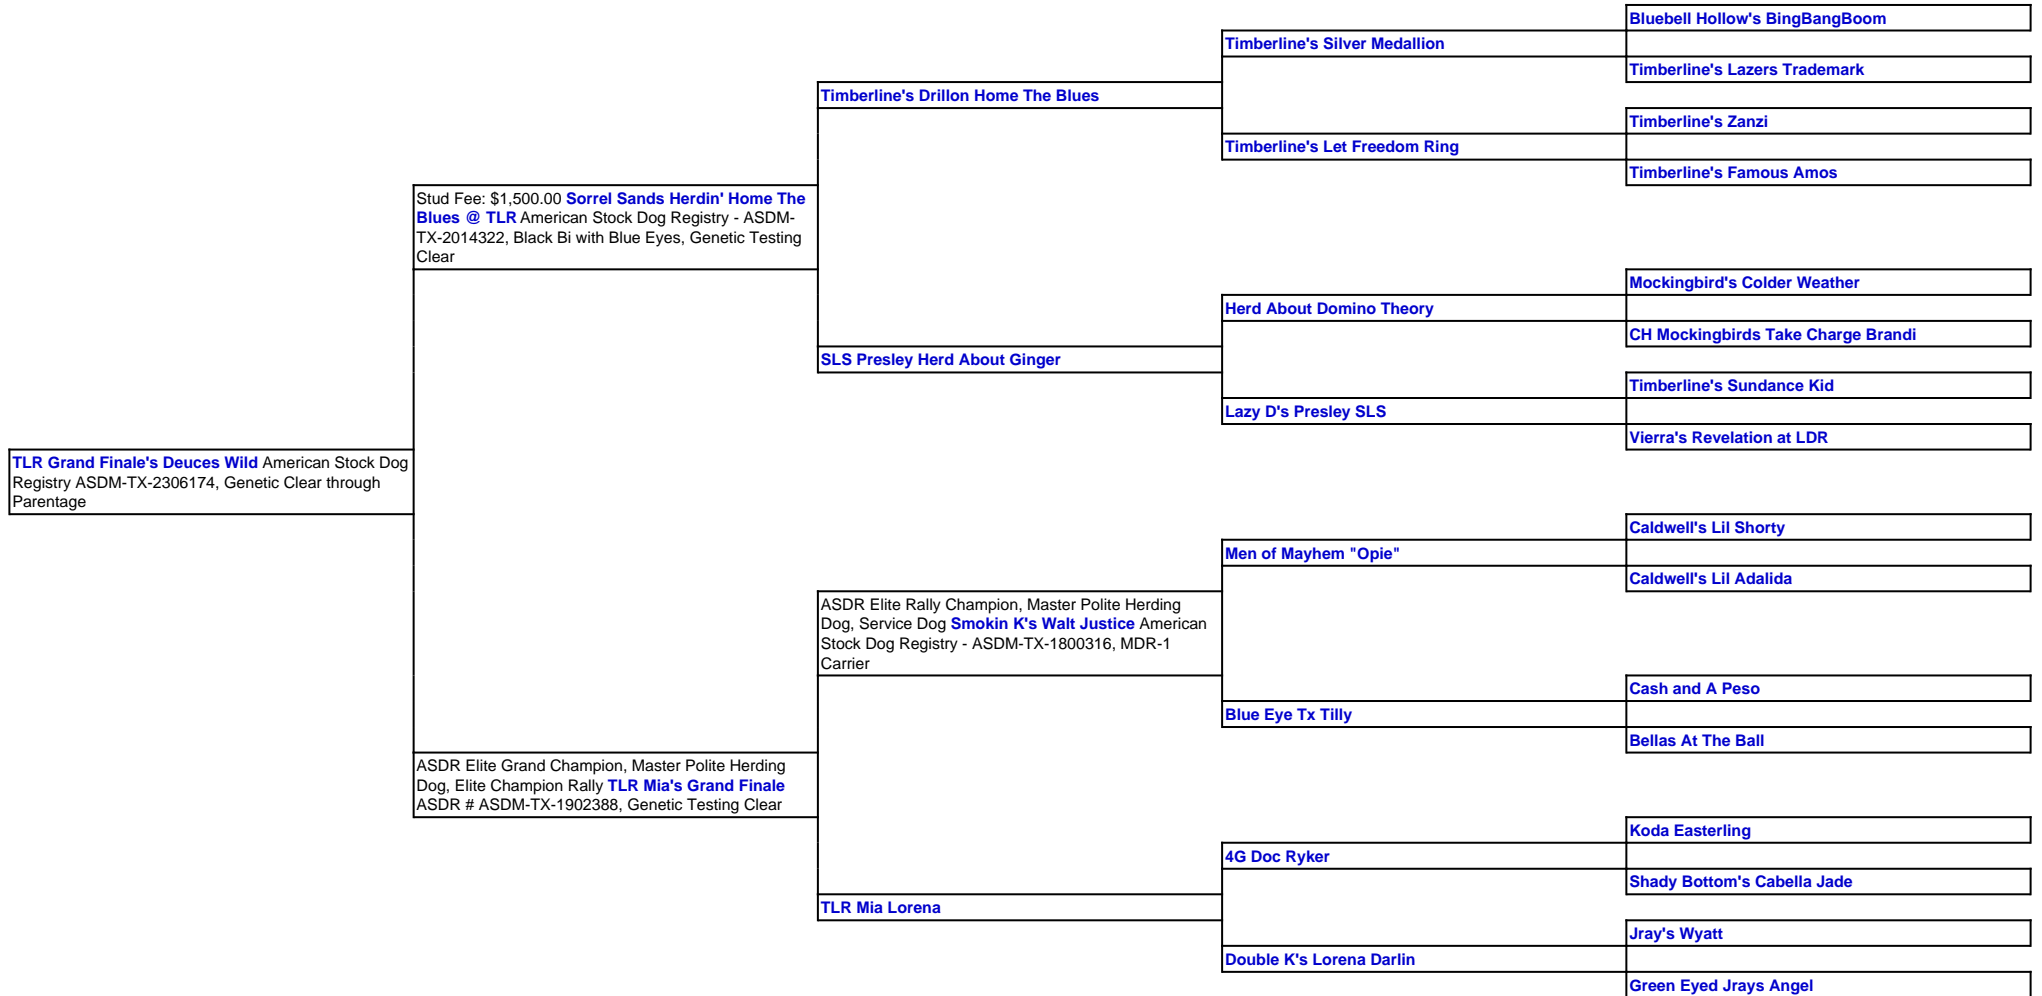 Bluebell Hollow's BingBangBoom
Timberline's Silver Medallion
Timberline's Lazers Trademark
Timberline's Drillon Home The Blues
Timberline's Zanzi
Timberline's Let Freedom Ring
Timberline's Famous Amos
Stud Fee: $1,500.00 Sorrel Sands Herdin' Home The
Blues @ TLR American Stock Dog Registry - ASDM-
TX-2014322, Black Bi with Blue Eyes, Genetic Testing
Clear
Mockingbird's Colder Weather
Herd About Domino Theory
CH Mockingbirds Take Charge Brandi
SLS Presley Herd About Ginger
Timberline's Sundance Kid
Lazy D's Presley SLS
Vierra's Revelation at LDR
TLR Grand Finale's Deuces Wild American Stock Dog
Registry ASDM-TX-2306174, Genetic Clear through
Parentage
Caldwell's Lil Shorty
Men of Mayhem "Opie"
Caldwell's Lil Adalida
ASDR Elite Rally Champion, Master Polite Herding
Dog, Service Dog Smokin K's Walt Justice American
Stock Dog Registry - ASDM-TX-1800316, MDR-1
Carrier
Cash and A Peso
Blue Eye Tx Tilly
Bellas At The Ball
ASDR Elite Grand Champion, Master Polite Herding
Dog, Elite Champion Rally TLR Mia's Grand Finale
ASDR # ASDM-TX-1902388, Genetic Testing Clear
Koda Easterling
4G Doc Ryker
Shady Bottom's Cabella Jade
TLR Mia Lorena
Jray's Wyatt
Double K's Lorena Darlin
Green Eyed Jrays Angel